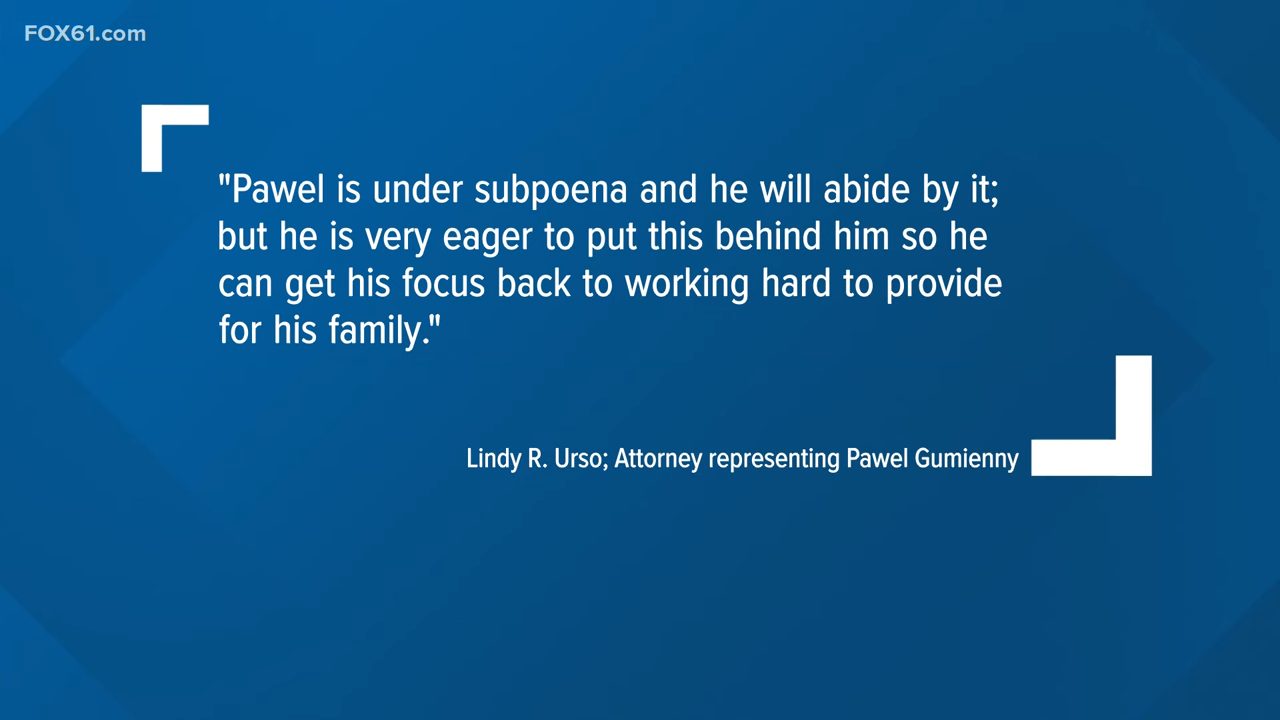 FOX61.com
"Pawel is under subpoena and he will abide by it;
but he is very eager to put this behind him so he
can get his focus back to working hard to provide
for his family."
Lindy R. Urso; Attorney representing Pawel Gumienny